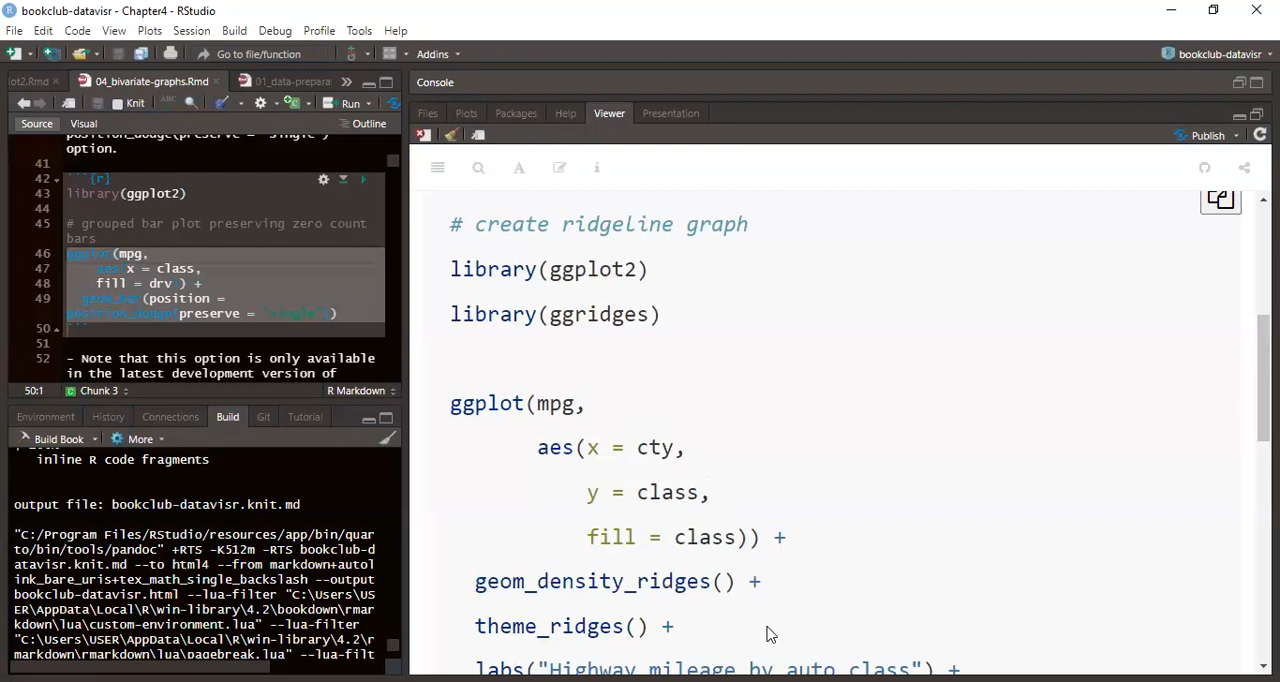 bookclub-datavisr - Chapter4 - RStudio
File Edit Code View Plots Session Build Debug Profile Tools Help
Go to file/function Addins bookclub-datavisr
lot2.Rmd 04_bivariate-graphs.Rmd 01_data-prepara
Knit ABC Run
Source Visual Outline
position_dodge(preserve = "single")
option.
41
42 ```{r}
43 library(ggplot2)
44
45 # grouped bar plot preserving zero count
bars
46 ggplot(mpg,
47 aes(x = class,
48 fill = drv)) +
49 geom_bar(position =
position_dodge(preserve = "single"))
50 ```
51
52 - Note that this option is only available
in the latest development version of
50:1 Chunk 3 R Markdown
Environment History Connections Build Git Tutorial
Build Book More
inline R code fragments
output file: bookclub-datavisr.knit.md
"C:/Program Files/RStudio/resources/app/bin/qua
rto/bin/tools/pandoc" +RTS -K512m -RTS bookclub-d
atavisr.knit.md --to html4 --from markdown+autol
ink_bare_uris+tex_math_single_backslash --output
bookclub-datavisr.html --lua-filter "C:\Users\US
ER\AppData\Local\R\win-library\4.2\bookdown\rmar
kdown\lua\custom-environment.lua" --lua-filter
"C:\Users\USER\AppData\Local\R\win-library\4.2\r
markdown\rmarkdown\lua\pagebreak.lua" --lua-filt
Console
Files Plots Packages Help Viewer Presentation
Publish
# create ridgeline graph
library(ggplot2)
library(ggridges)
ggplot(mpg,
aes(x = cty,
y = class,
fill = class)) +
geom_density_ridges() +
theme_ridges() +
labs("Highway mileage by auto class") +